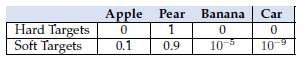 Apple Pear Banana Car
Hard Targets 0 1 0 0
Soft Targets 0.1 0.9 10⁻⁵ 10⁻⁹